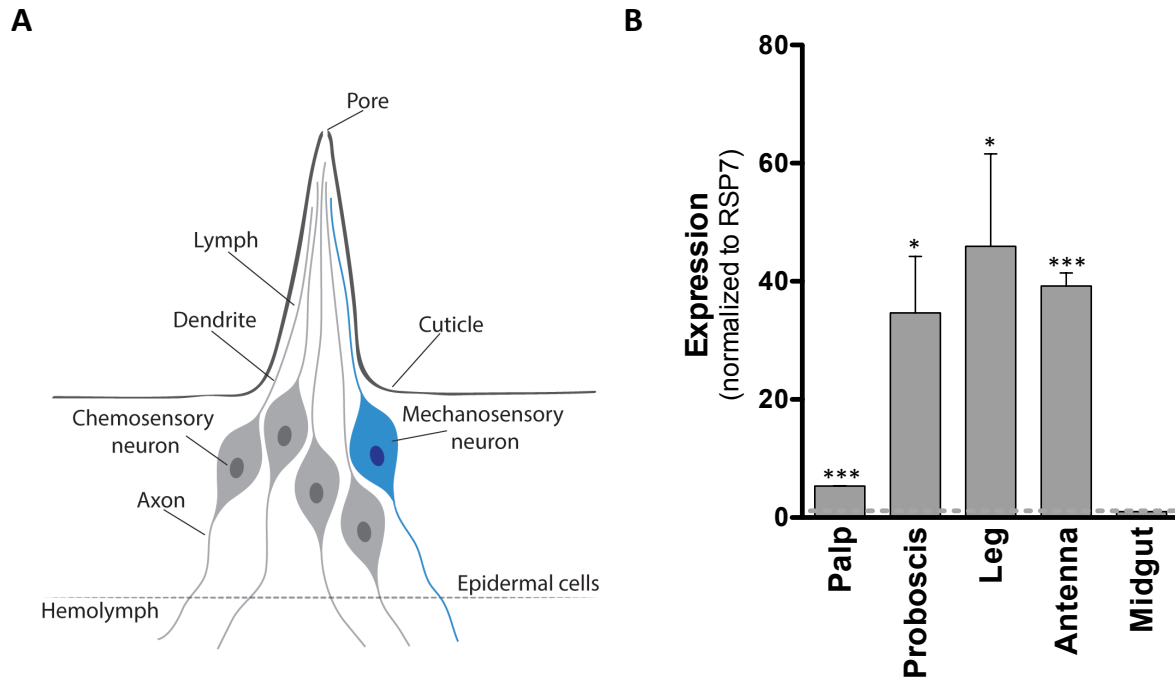 A
Pore
Lymph
Dendrite
Cuticle
Chemosensory
neuron
Mechanosensory
neuron
Axon
Epidermal cells
Hemolymph
B
Expression
(normalized to RSP7)
80
60
40
20
0
***
*
*
***
Palp
Proboscis
Leg
Antenna
Midgut